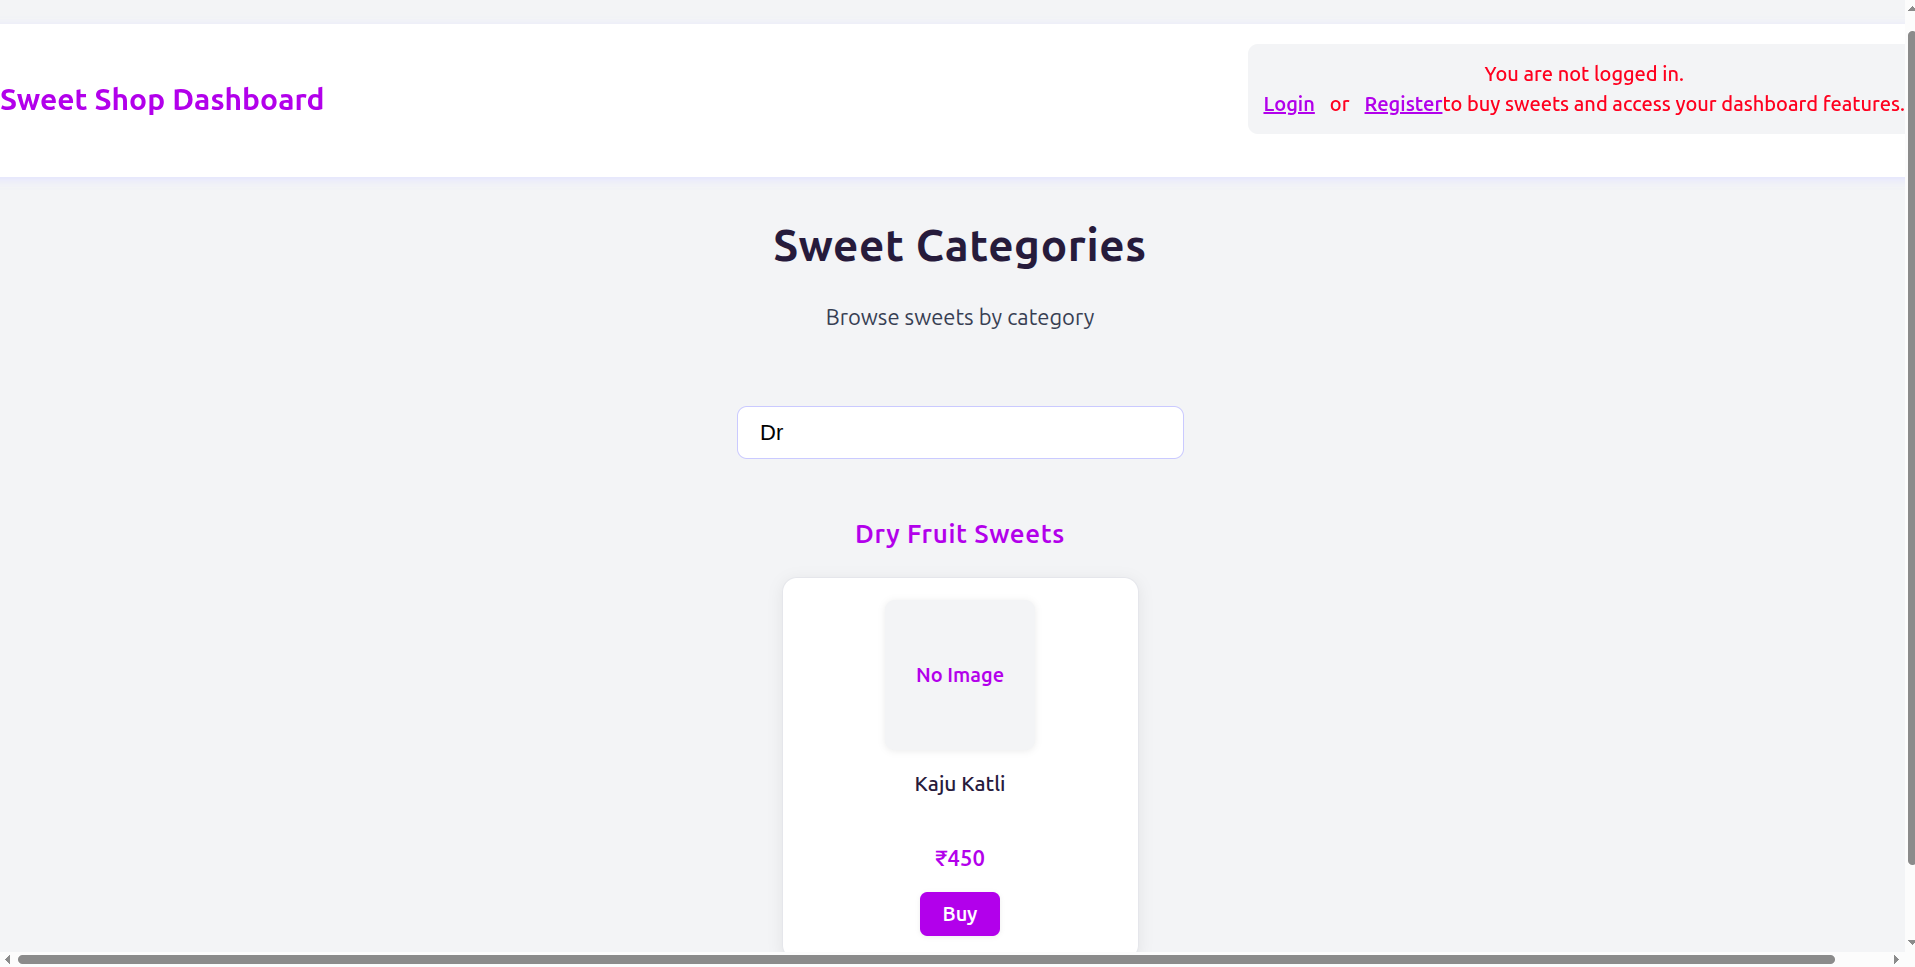 Sweet Shop Dashboard
You are not logged in.
Login or Registerto buy sweets and access your dashboard features.
Sweet Categories
Browse sweets by category
Dr
Dry Fruit Sweets
No Image
Kaju Katli
₹450
Buy